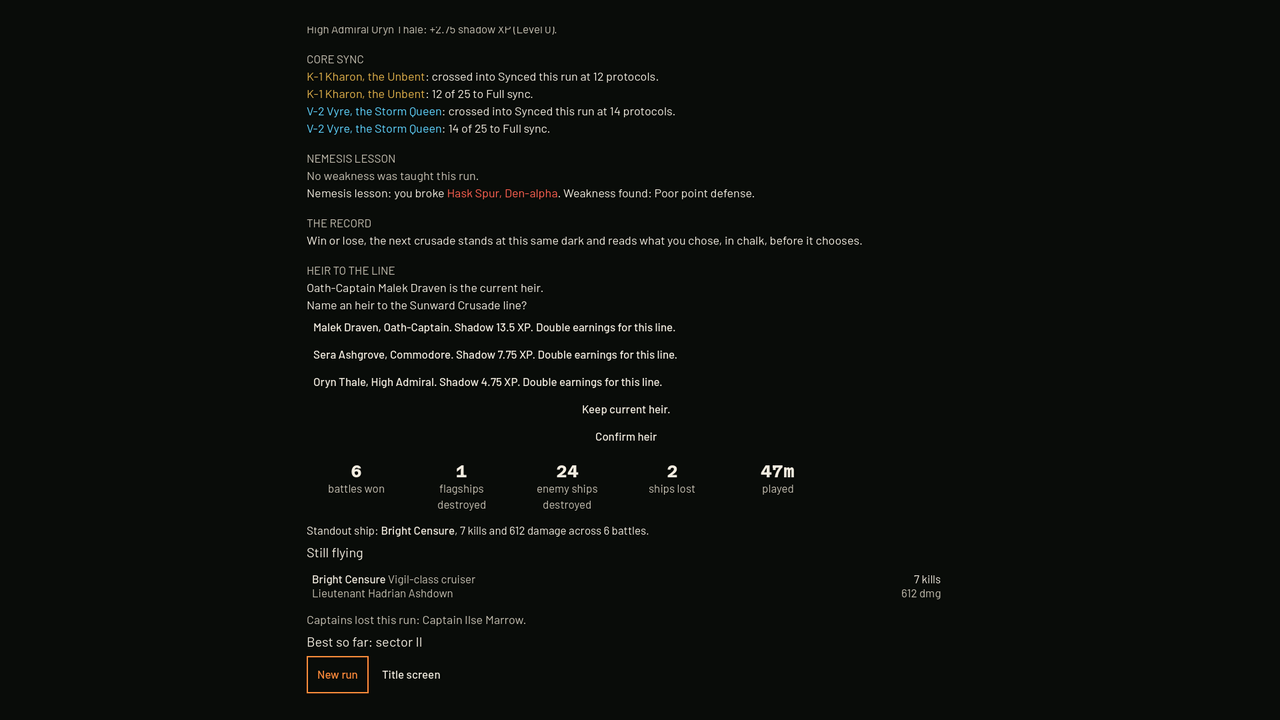 High Admiral Oryn Thale: +2.75 shadow XP (Level 0).
CORE SYNC
K-1 Kharon, the Unbent: crossed into Synced this run at 12 protocols.
K-1 Kharon, the Unbent: 12 of 25 to Full sync.
V-2 Vyre, the Storm Queen: crossed into Synced this run at 14 protocols.
V-2 Vyre, the Storm Queen: 14 of 25 to Full sync.
NEMESIS LESSON
No weakness was taught this run.
Nemesis lesson: you broke Hask Spur, Den-alpha. Weakness found: Poor point defense.
THE RECORD
Win or lose, the next crusade stands at this same dark and reads what you chose, in chalk, before it chooses.
HEIR TO THE LINE
Oath-Captain Malek Draven is the current heir.
Name an heir to the Sunward Crusade line?
Malek Draven, Oath-Captain. Shadow 13.5 XP. Double earnings for this line.
Sera Ashgrove, Commodore. Shadow 7.75 XP. Double earnings for this line.
Oryn Thale, High Admiral. Shadow 4.75 XP. Double earnings for this line.
Keep current heir.
Confirm heir
6 1 24 2 47m
battles won flagships destroyed enemy ships destroyed ships lost played
Standout ship: Bright Censure, 7 kills and 612 damage across 6 battles.
Still flying
Bright Censure Vigil-class cruiser 7 kills
Lieutenant Hadrian Ashdown 612 dmg
Captains lost this run: Captain Ilse Marrow.
Best so far: sector II
New run Title screen